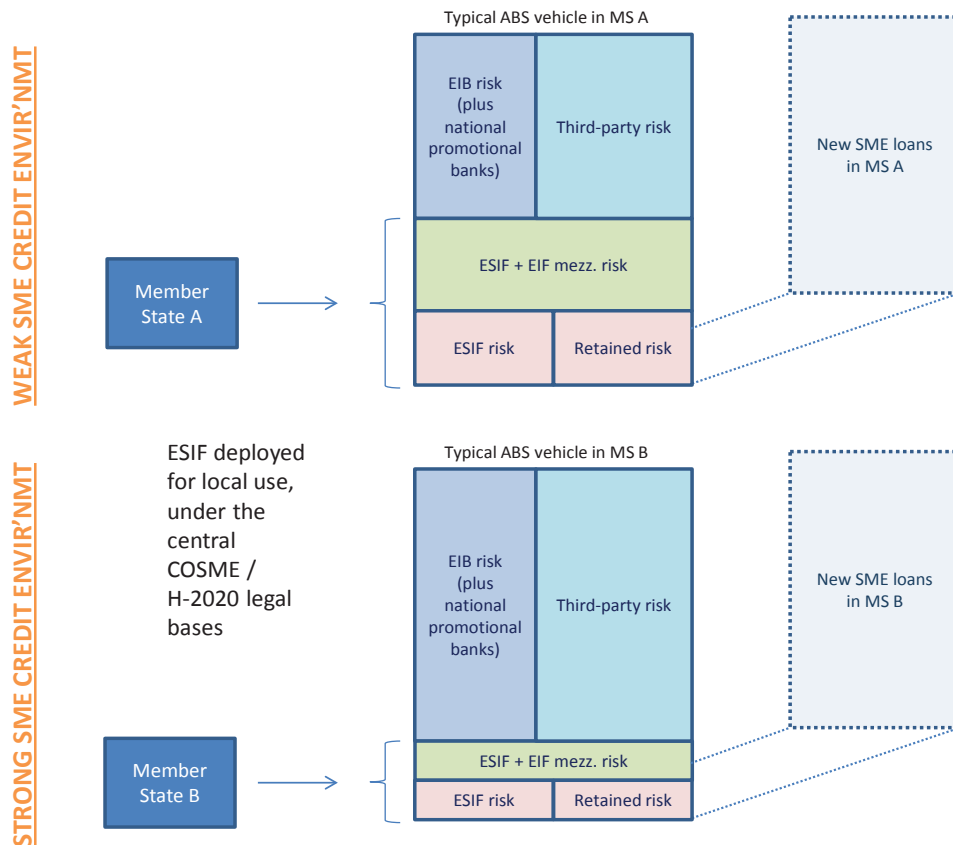 WEAK SME CREDIT ENVIR'NMT
Typical ABS vehicle in MS A
EIB risk
(plus
national
promotional
banks)
Third-party risk
New SME loans
in MS A
ESIF + EIF mezz. risk
Member
State A
ESIF risk
Retained risk
STRONG SME CREDIT ENVIR'NMT
ESIF deployed
for local use,
under the
central
COSME /
H-2020 legal
bases
Typical ABS vehicle in MS B
EIB risk
(plus
national
promotional
banks)
Third-party risk
New SME loans
in MS B
ESIF + EIF mezz. risk
Member
State B
ESIF risk
Retained risk